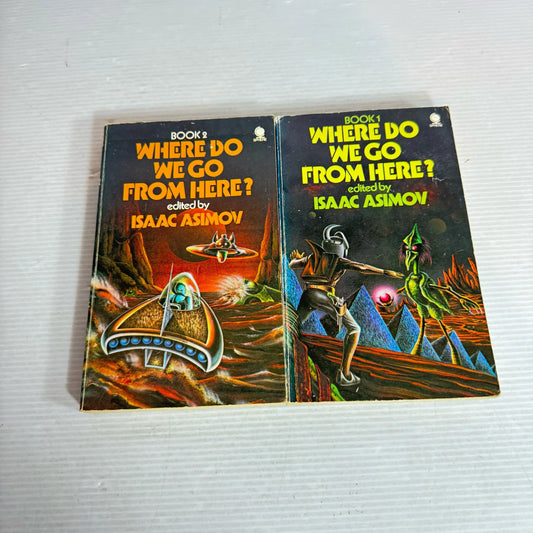 BOOK 2
WHERE DO
WE GO
FROM HERE?
edited by
ISAAC ASIMOV
BOOK 1
WHERE DO
WE GO
FROM HERE?
edited by
ISAAC ASIMOV